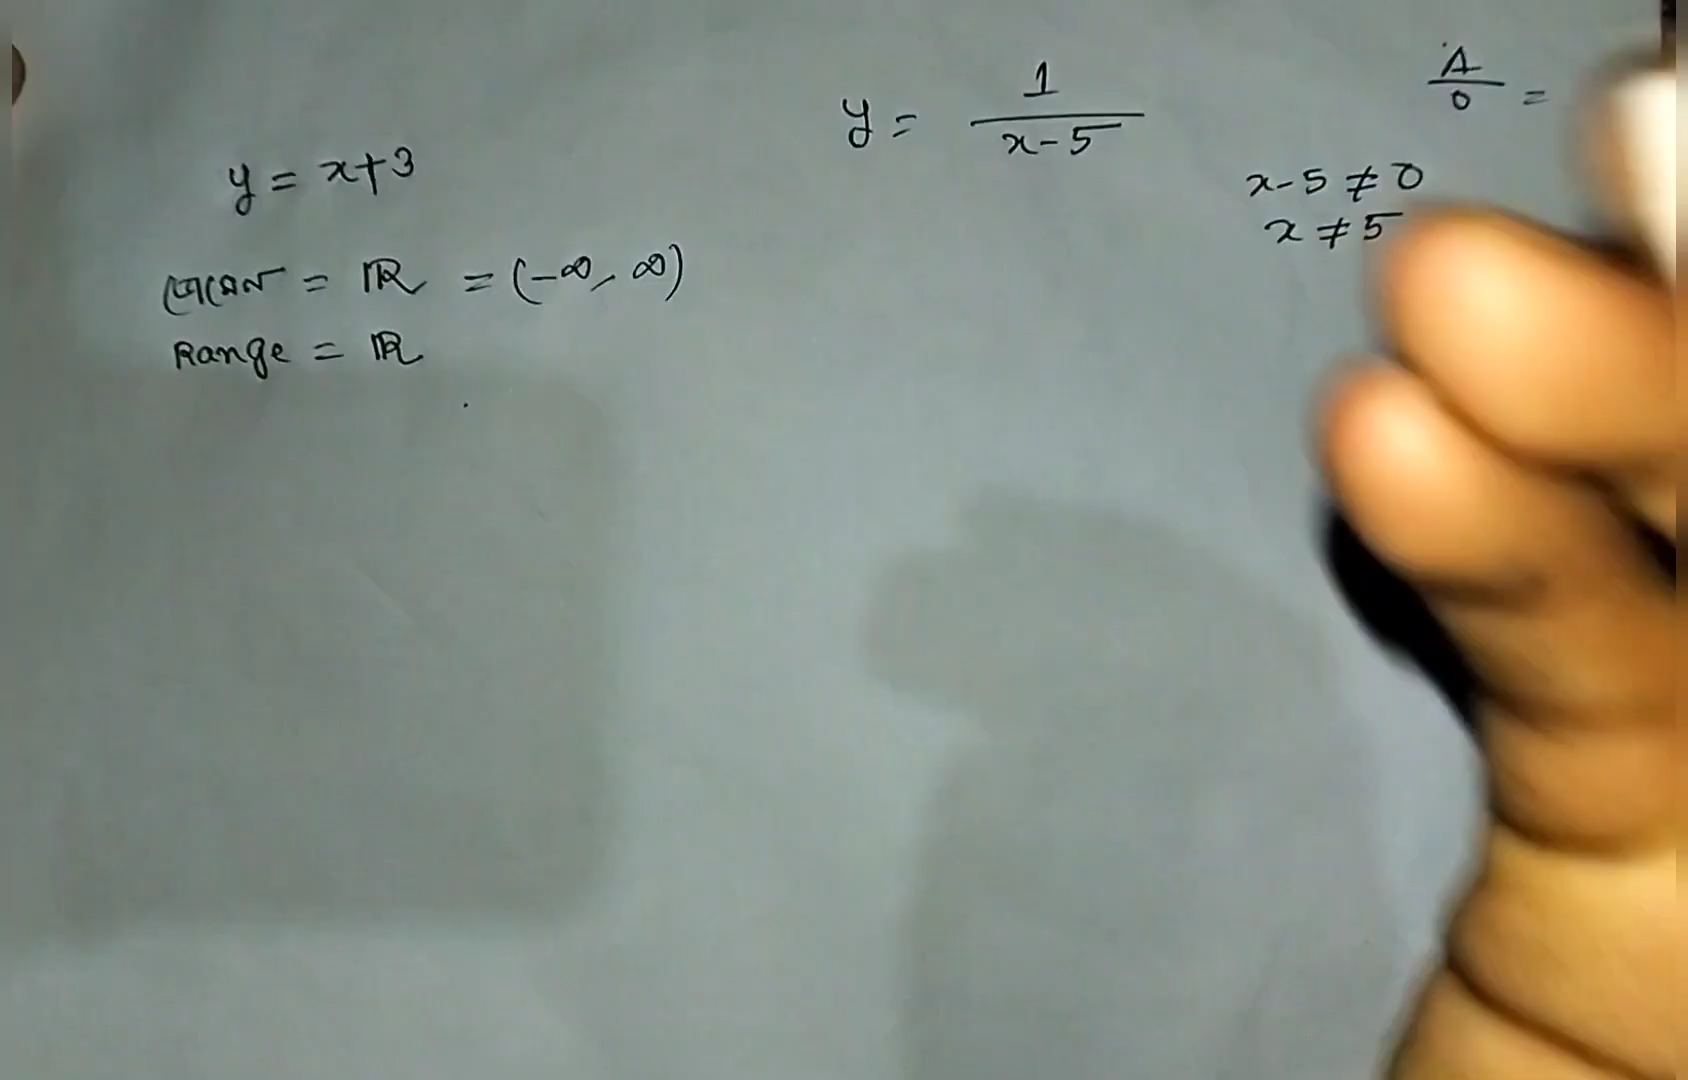 y = x+3
ডোমেন = ℝ = (-∞, ∞)
Range = ℝ
y = 1/(x-5)
A/0 =
x-5 ≠ 0
x ≠ 5